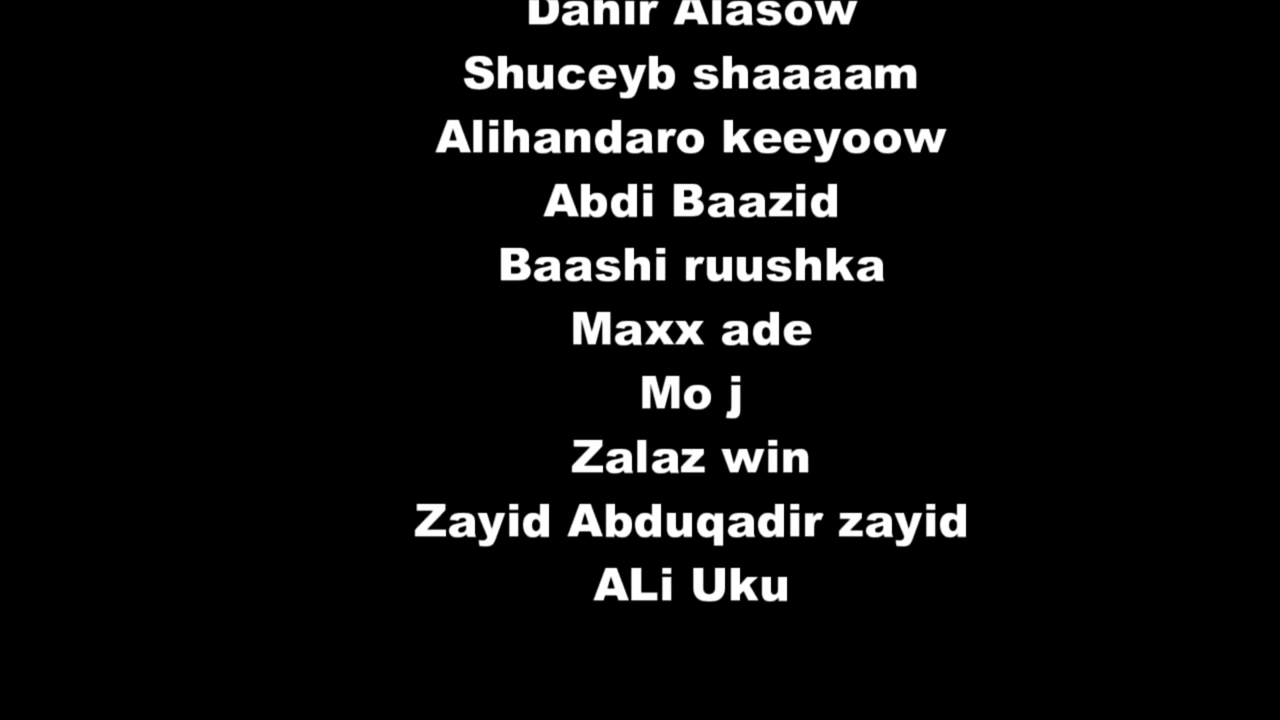 Dahir Alasow
Shuceyb shaaaam
Alihandaro keeyoow
Abdi Baazid
Baashi ruushka
Maxx ade
Mo j
Zalaz win
Zayid Abduqadir zayid
ALi Uku